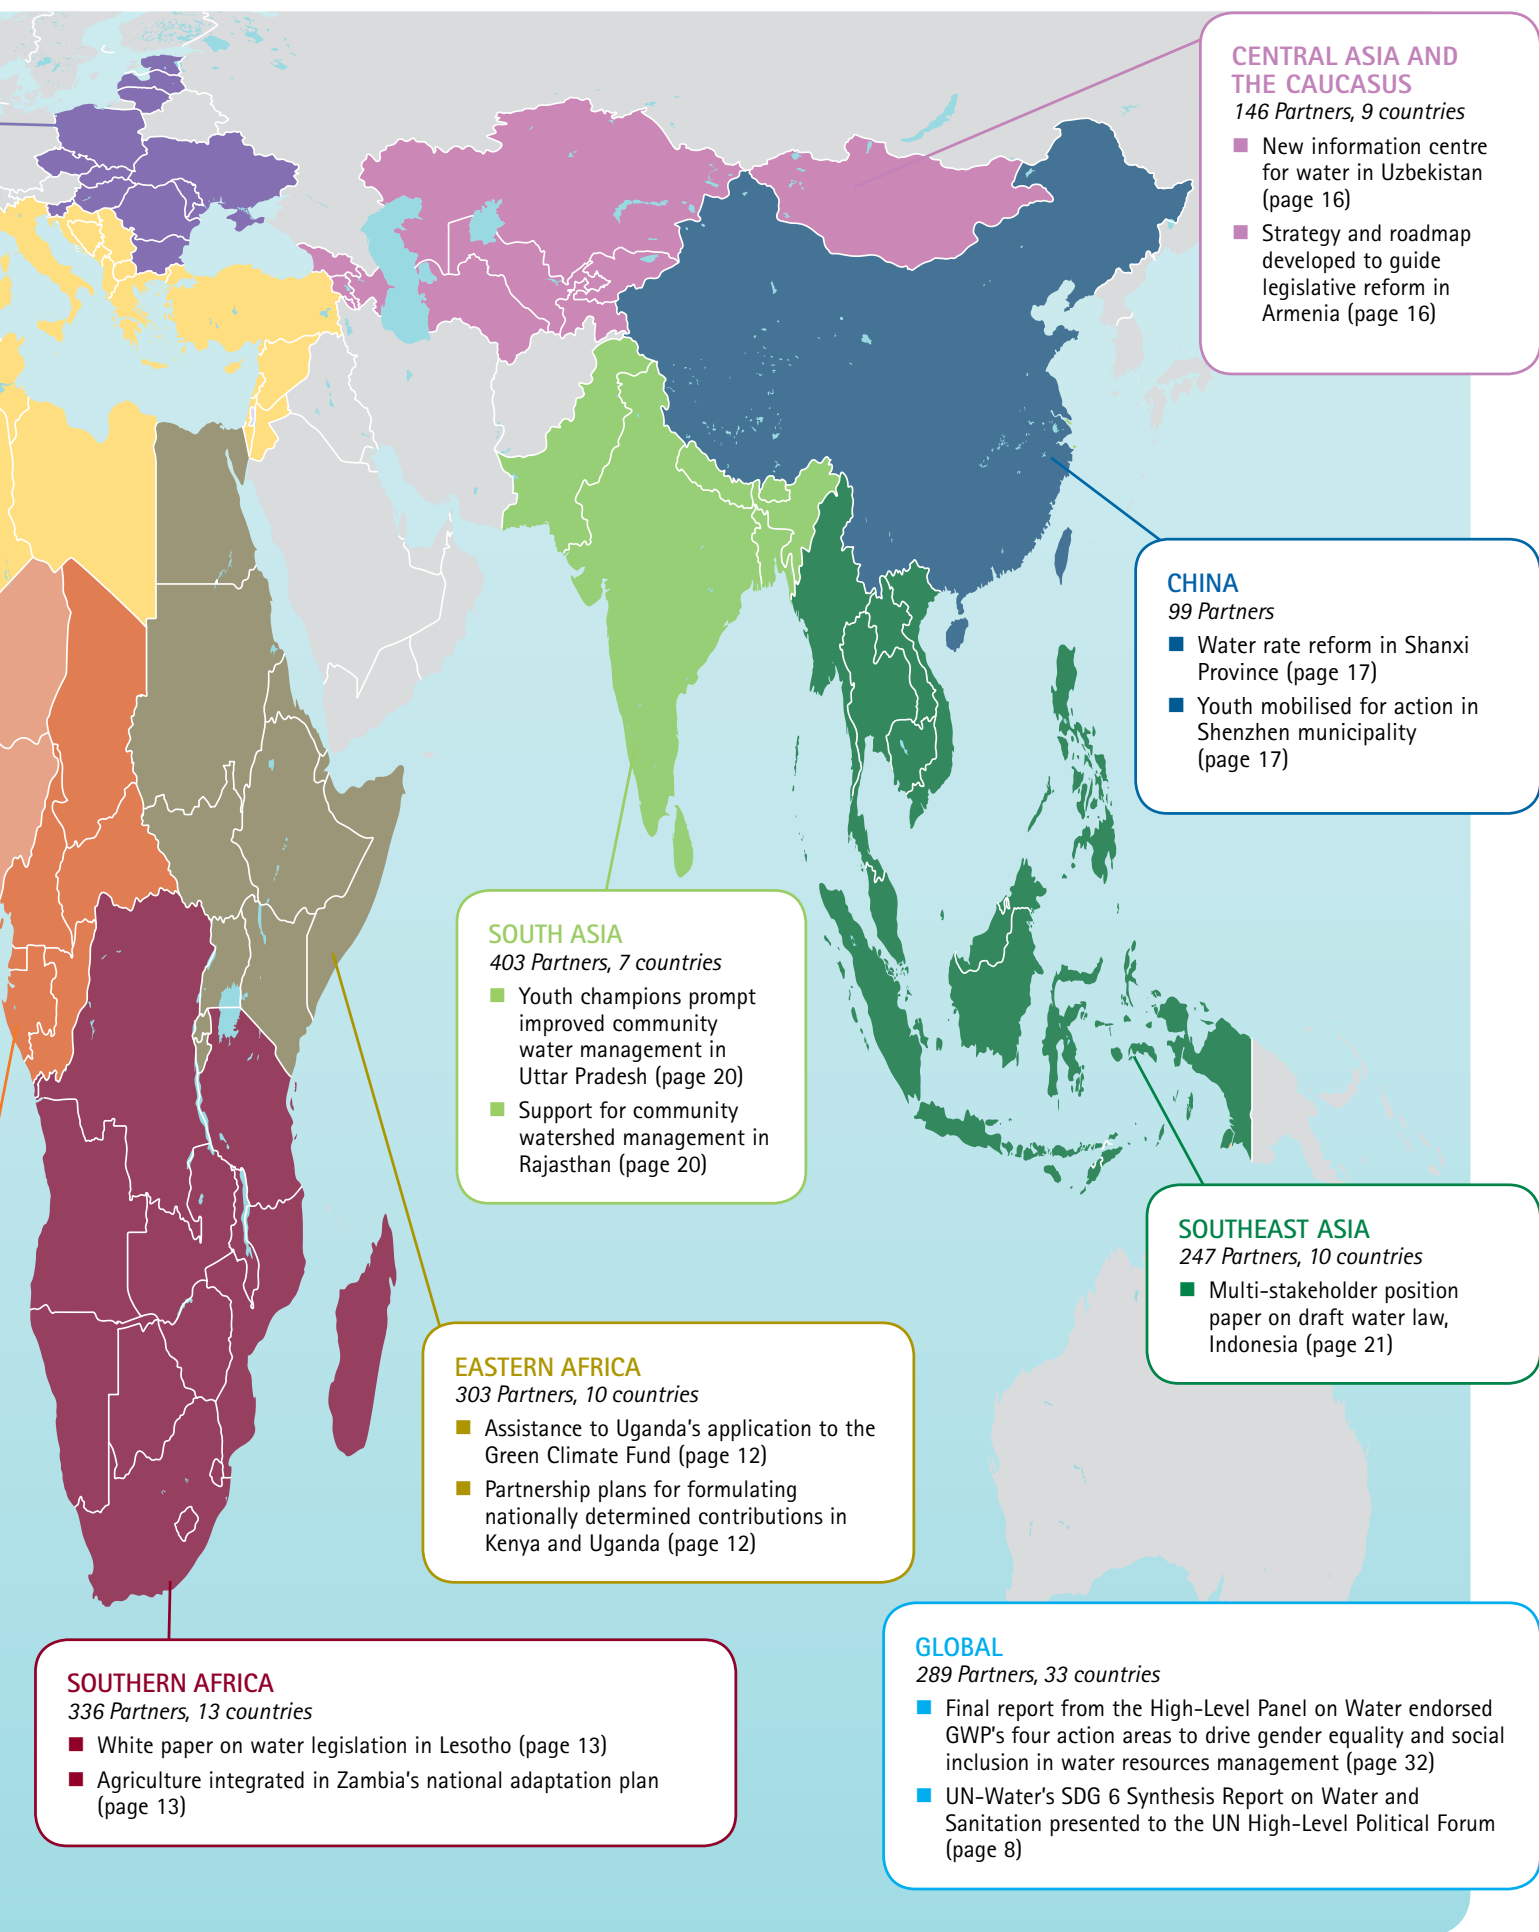 CENTRAL ASIA AND
THE CAUCASUS
146 Partners, 9 countries
■ New information centre
for water in Uzbekistan
(page 16)
■ Strategy and roadmap
developed to guide
legislative reform in
Armenia (page 16)
CHINA
99 Partners
■ Water rate reform in Shanxi
Province (page 17)
■ Youth mobilised for action in
Shenzhen municipality
(page 17)
SOUTH ASIA
403 Partners, 7 countries
■ Youth champions prompt
improved community
water management in
Uttar Pradesh (page 20)
■ Support for community
watershed management in
Rajasthan (page 20)
SOUTHEAST ASIA
247 Partners, 10 countries
■ Multi-stakeholder position
paper on draft water law,
Indonesia (page 21)
EASTERN AFRICA
303 Partners, 10 countries
■ Assistance to Uganda's application to the
Green Climate Fund (page 12)
■ Partnership plans for formulating
nationally determined contributions in
Kenya and Uganda (page 12)
SOUTHERN AFRICA
336 Partners, 13 countries
■ White paper on water legislation in Lesotho (page 13)
■ Agriculture integrated in Zambia's national adaptation plan
(page 13)
GLOBAL
289 Partners, 33 countries
■ Final report from the High-Level Panel on Water endorsed
GWP's four action areas to drive gender equality and social
inclusion in water resources management (page 32)
■ UN-Water's SDG 6 Synthesis Report on Water and
Sanitation presented to the UN High-Level Political Forum
(page 8)